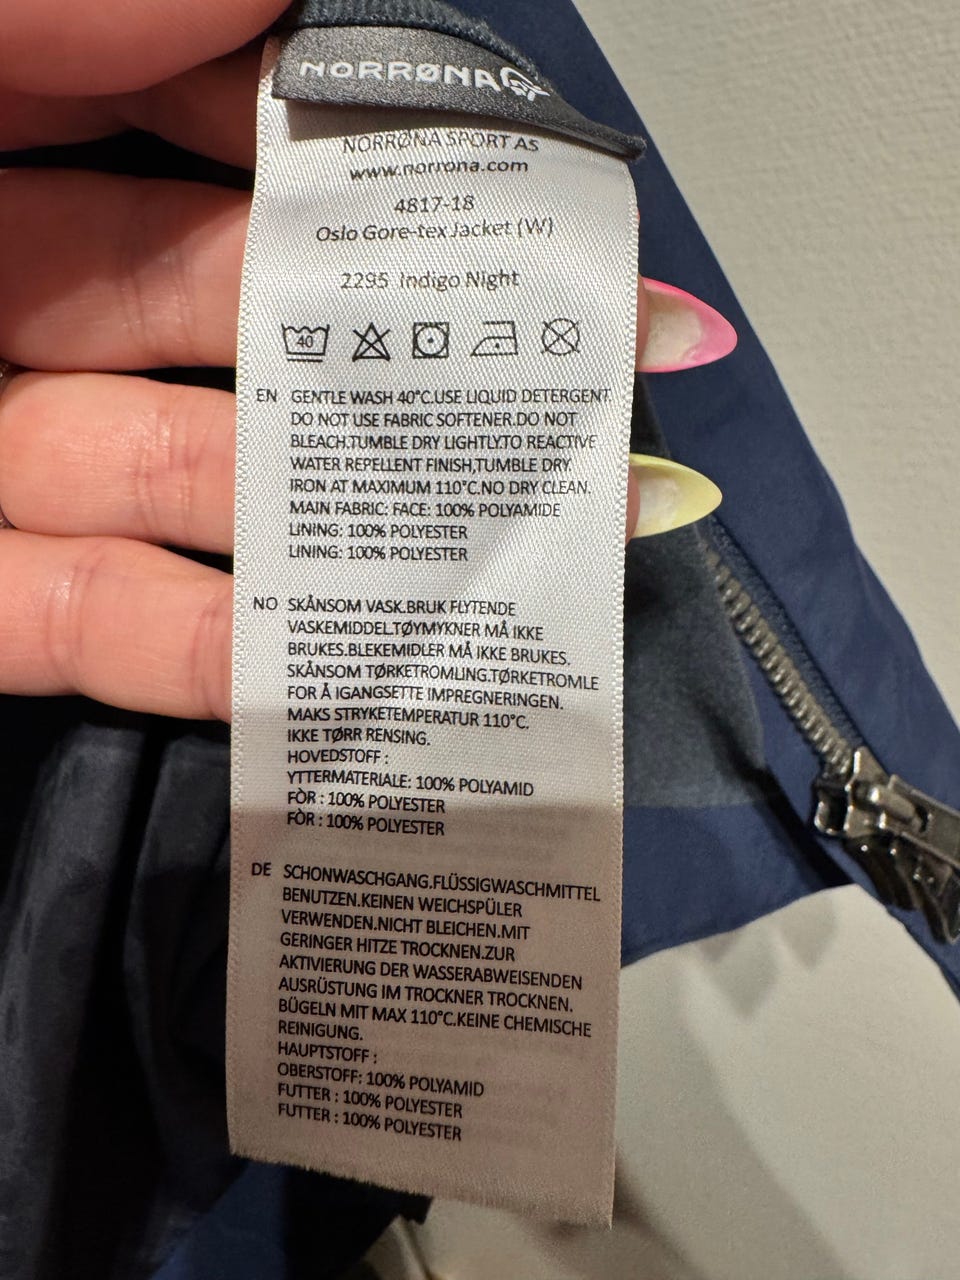 NORRØNA
NORRØNA SPORT AS
www.norrona.com
4817-18
Oslo Gore-tex Jacket (W)
2295 Indigo Night
40
EN GENTLE WASH 40°C.USE LIQUID DETERGENT.
DO NOT USE FABRIC SOFTENER.DO NOT
BLEACH.TUMBLE DRY LIGHTLY.TO REACTIVE
WATER REPELLENT FINISH,TUMBLE DRY.
IRON AT MAXIMUM 110°C.NO DRY CLEAN.
MAIN FABRIC: FACE: 100% POLYAMIDE
LINING: 100% POLYESTER
LINING: 100% POLYESTER
NO SKÅNSOM VASK.BRUK FLYTENDE
VASKEMIDDEL.TØYMYKNER MÅ IKKE
BRUKES.BLEKEMIDLER MÅ IKKE BRUKES.
SKÅNSOM TØRKETROMLING.TØRKETROMLE
FOR Å IGANGSETTE IMPREGNERINGEN.
MAKS STRYKETEMPERATUR 110°C.
IKKE TØRR RENSING.
HOVEDSTOFF :
YTTERMATERIALE: 100% POLYAMID
FÒR : 100% POLYESTER
FÒR : 100% POLYESTER
DE SCHONWASCHGANG.FLÜSSIGWASCHMITTEL
BENUTZEN.KEINEN WEICHSPÜLER
VERWENDEN.NICHT BLEICHEN.MIT
GERINGER HITZE TROCKNEN.ZUR
AKTIVIERUNG DER WASSERABWEISENDEN
AUSRÜSTUNG IM TROCKNER TROCKNEN.
BÜGELN MIT MAX 110°C.KEINE CHEMISCHE
REINIGUNG.
HAUPTSTOFF :
OBERSTOFF: 100% POLYAMID
FUTTER : 100% POLYESTER
FUTTER : 100% POLYESTER